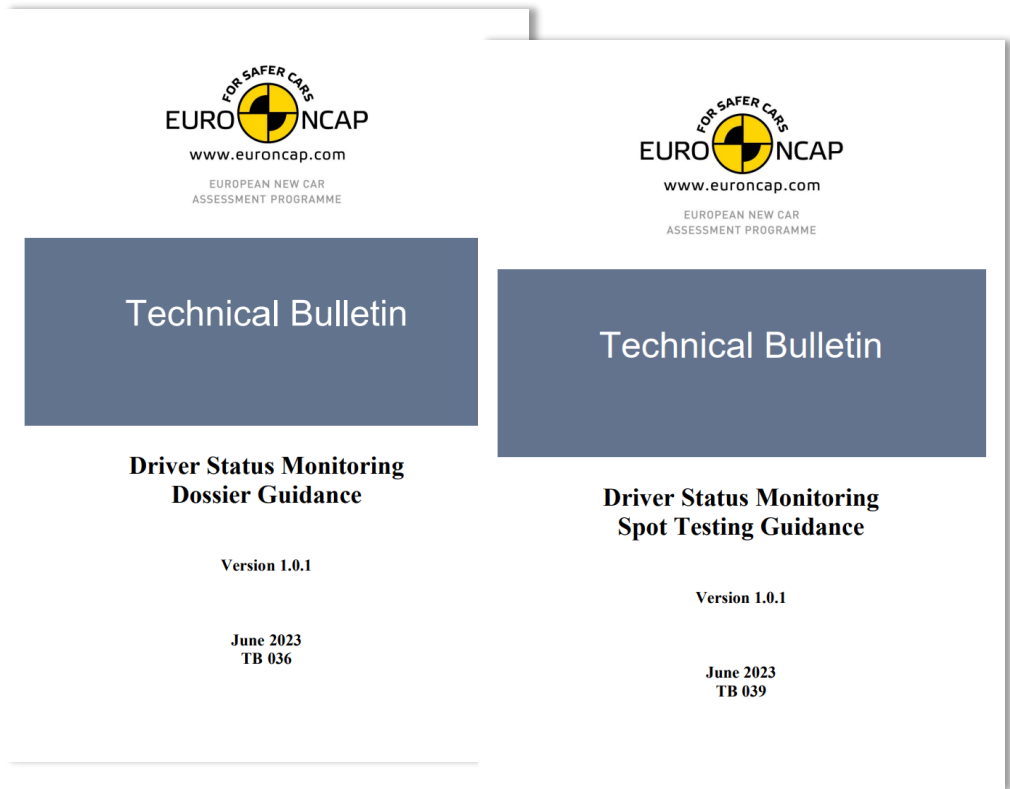 FOR SAFER CARS
EURO NCAP
www.euroncap.com
EUROPEAN NEW CAR
ASSESSMENT PROGRAMME
Technical Bulletin
Driver Status Monitoring
Dossier Guidance
Version 1.0.1
June 2023
TB 036
FOR SAFER CARS
EURO NCAP
www.euroncap.com
EUROPEAN NEW CAR
ASSESSMENT PROGRAMME
Technical Bulletin
Driver Status Monitoring
Spot Testing Guidance
Version 1.0.1
June 2023
TB 039